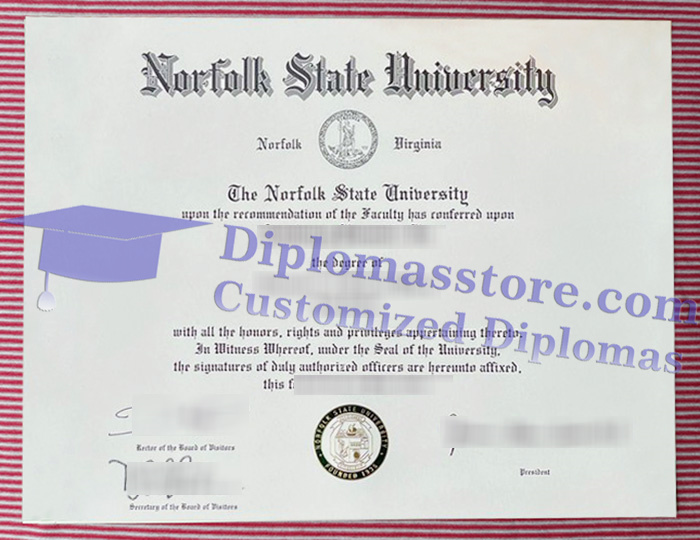 Norfolk State University
Norfolk Virginia
The Norfolk State University
upon the recommendation of the Faculty has conferred upon
the degree of
Diplomasstore.com
Customized Diplomas
with all the honors, rights and privileges appertaining thereto.
In Witness Whereof, under the Seal of the University,
the signatures of duly authorized officers are hereunto affixed,
this
NORFOLK STATE UNIVERSITY
FOUNDED 1935
Rector of the Board of Visitors
President
Secretary of the Board of Visitors